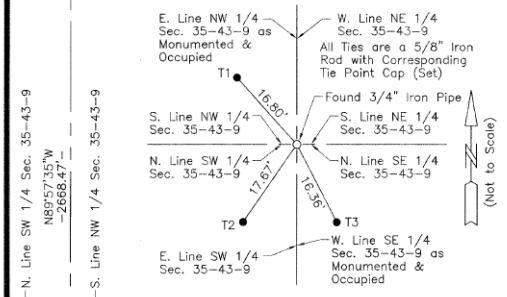 E. Line NW 1/4
Sec. 35-43-9 as
Monumented &
Occupied
W. Line NE 1/4
Sec. 35-43-9
All Ties are a 5/8" Iron
Rod with Corresponding
Tie Point Cap (Set)
T1
16.80'
Found 3/4" Iron Pipe
S. Line NW 1/4
Sec. 35-43-9
S. Line NE 1/4
Sec. 35-43-9
N. Line SW 1/4
Sec. 35-43-9
N. Line SE 1/4
Sec. 35-43-9
17.67'
16.36'
T2
T3
E. Line SW 1/4
Sec. 35-43-9
W. Line SE 1/4
Sec. 35-43-9 as
Monumented &
Occupied
N
(Not to Scale)
N. Line SW 1/4 Sec. 35-43-9
N89°57'35"W
-2668.47'-
S. Line NW 1/4 Sec. 35-43-9